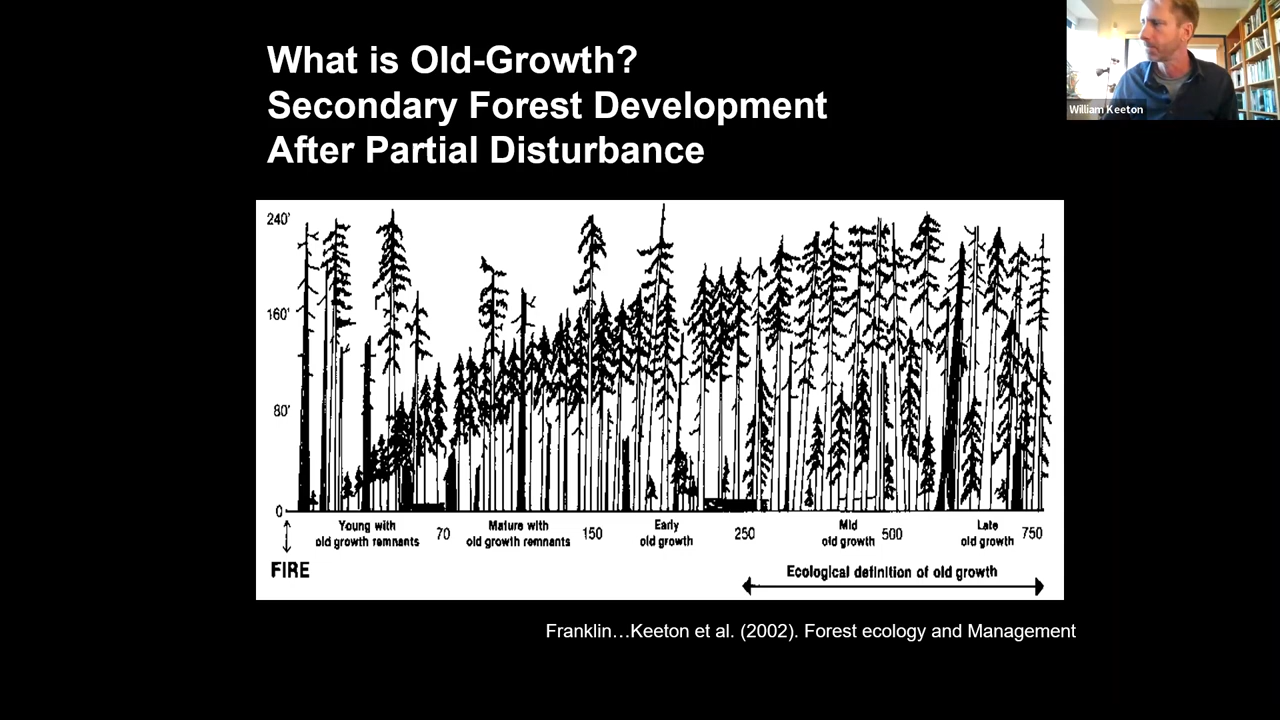 What is Old-Growth?
Secondary Forest Development
After Partial Disturbance
William Keeton
240'
160'
80'
0
Young with
old growth remnants
70
Mature with
old growth remnants
150
Early
old growth
250
Mid
old growth
500
Late
old growth
750
FIRE
Ecological definition of old growth
Franklin…Keeton et al. (2002). Forest ecology and Management